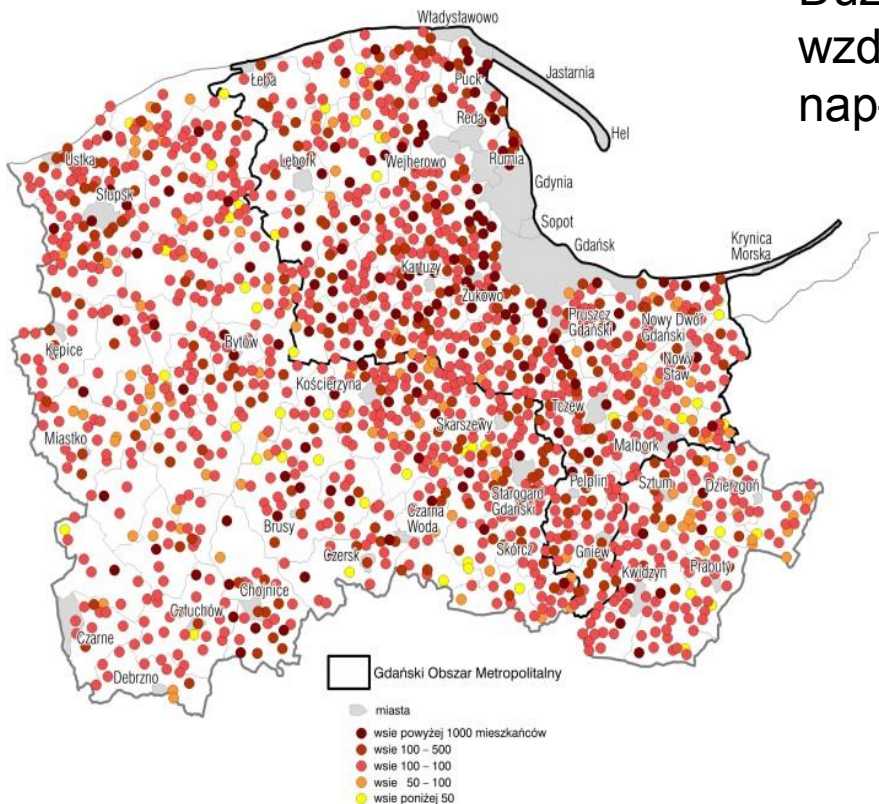 Duż
wzd
nap
Władysławowo
Łeba
Puck
Jastarnia
Hel
Reda
Ustka
Lębork
Wejherowo
Rumia
Słupsk
Gdynia
Sopot
Gdańsk
Krynica
Morska
Kartuzy
Żukowo
Pruszcz
Gdański
Nowy Dwór
Gdański
Kępice
Bytów
Nowy
Staw
Kościerzyna
Tczew
Miastko
Skarszewy
Malbork
Pelplin
Sztum
Dzierzgoń
Starogard
Gdański
Czarna
Woda
Brusy
Skórcz
Gniew
Czersk
Kwidzyn
Prabuty
Chojnice
Człuchów
Czarne
Debrzno
Gdański Obszar Metropolitalny
miasta
wsie powyżej 1000 mieszkańców
wsie 100 – 500
wsie 100 – 100
wsie 50 – 100
wsie poniżej 50